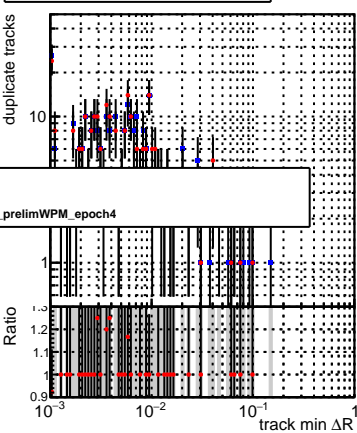 duplicate tracks
10
_prelimWPM_epoch4
1
Ratio
1.3
1.2
1.1
1
0.9
10⁻³ 10⁻² 10⁻¹ 1
track min ΔR